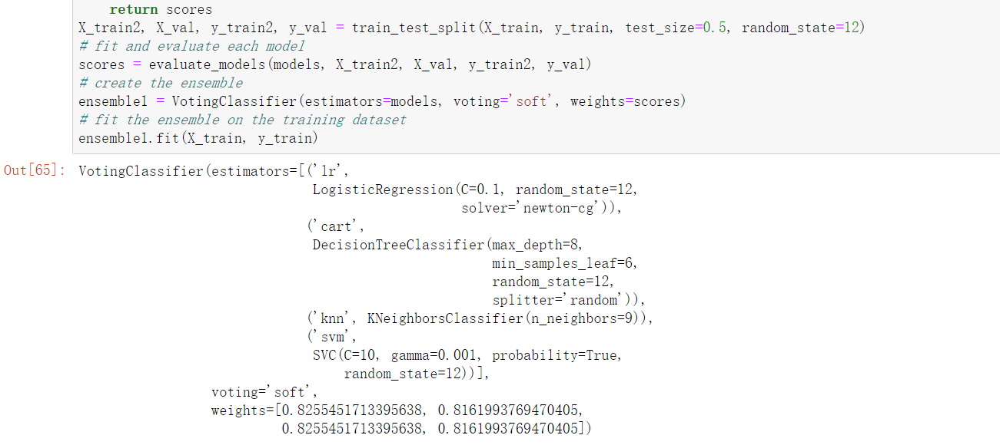 return scores
X_train2, X_val, y_train2, y_val = train_test_split(X_train, y_train, test_size=0.5, random_state=12)
# fit and evaluate each model
scores = evaluate_models(models, X_train2, X_val, y_train2, y_val)
# create the ensemble
ensemble1 = VotingClassifier(estimators=models, voting='soft', weights=scores)
# fit the ensemble on the training dataset
ensemble1.fit(X_train, y_train)
Out[65]: VotingClassifier(estimators=[('lr',
LogisticRegression(C=0.1, random_state=12,
solver='newton-cg')),
('cart',
DecisionTreeClassifier(max_depth=8,
min_samples_leaf=6,
random_state=12,
splitter='random')),
('knn', KNeighborsClassifier(n_neighbors=9)),
('svm',
SVC(C=10, gamma=0.001, probability=True,
random_state=12))],
voting='soft',
weights=[0.8255451713395638, 0.8161993769470405,
0.8255451713395638, 0.8161993769470405])